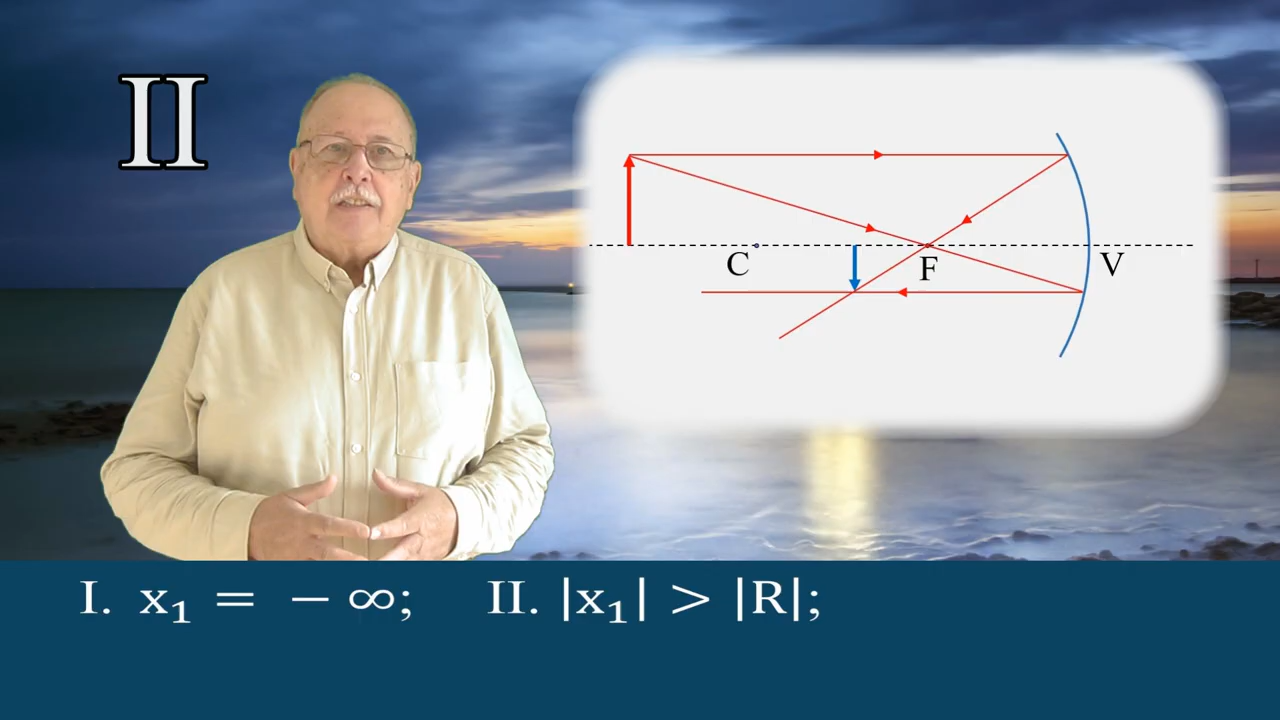 II
C F V
I. x₁ = − ∞; II. |x₁| > |R|;